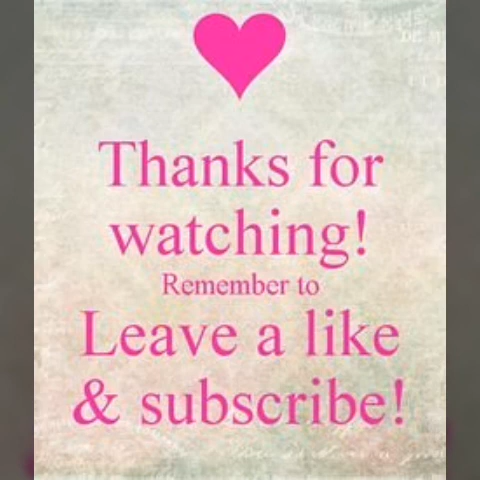 Thanks for
watching!
Remember to
Leave a like
& subscribe!